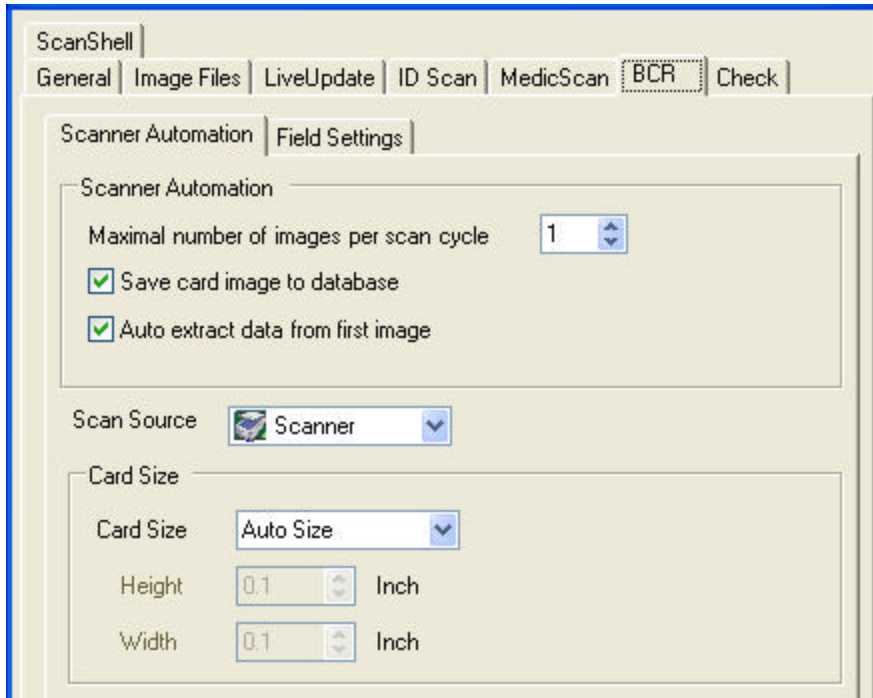 ScanShell
General Image Files LiveUpdate ID Scan MedicScan BCR Check
Scanner Automation Field Settings
Scanner Automation
Maximal number of images per scan cycle 1
Save card image to database
Auto extract data from first image
Scan Source Scanner
Card Size
Card Size Auto Size
Height 0.1 Inch
Width 0.1 Inch